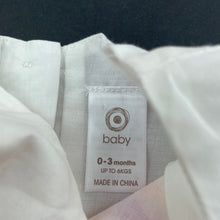 baby
0-3 months
UP TO 6KGS
MADE IN CHINA